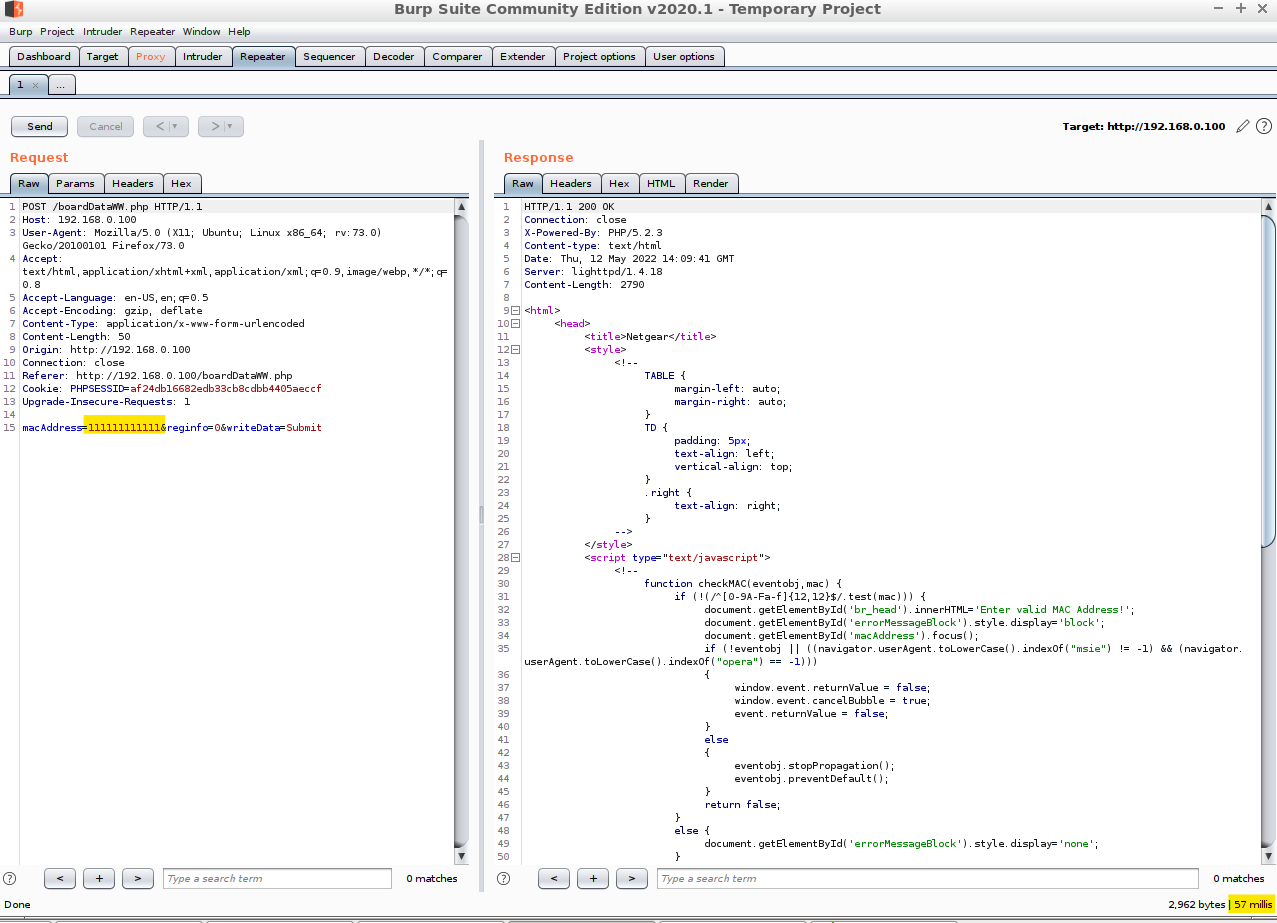 Burp Suite Community Edition v2020.1 - Temporary Project
Burp Project Intruder Repeater Window Help
Dashboard Target Proxy Intruder Repeater Sequencer Decoder Comparer Extender Project options User options
1 × ...
Send Cancel < > Target: http://192.168.0.100 ?
Request
Raw Params Headers Hex
1 POST /boardDataWW.php HTTP/1.1
2 Host: 192.168.0.100
3 User-Agent: Mozilla/5.0 (X11; Ubuntu; Linux x86_64; rv:73.0)
Gecko/20100101 Firefox/73.0
4 Accept:
text/html,application/xhtml+xml,application/xml;q=0.9,image/webp,*/*;q=
0.8
5 Accept-Language: en-US,en;q=0.5
6 Accept-Encoding: gzip, deflate
7 Content-Type: application/x-www-form-urlencoded
8 Content-Length: 50
9 Origin: http://192.168.0.100
10 Connection: close
11 Referer: http://192.168.0.100/boardDataWW.php
12 Cookie: PHPSESSID=af24db16682edb33cb8cdbb4405aeccf
13 Upgrade-Insecure-Requests: 1
14
15 macAddress=111111111111&reginfo=0&writeData=Submit
? < + > Type a search term 0 matches
Response
Raw Headers Hex HTML Render
1 HTTP/1.1 200 OK
2 Connection: close
3 X-Powered-By: PHP/5.2.3
4 Content-type: text/html
5 Date: Thu, 12 May 2022 14:09:41 GMT
6 Server: lighttpd/1.4.18
7 Content-Length: 2790
8
9 <html>
10 <head>
11 <title>Netgear</title>
12 <style>
13 <!--
14 TABLE {
15 margin-left: auto;
16 margin-right: auto;
17 }
18 TD {
19 padding: 5px;
20 text-align: left;
21 vertical-align: top;
22 }
23 .right {
24 text-align: right;
25 }
26 -->
27 </style>
28 <script type="text/javascript">
29 <!--
30 function checkMAC(eventobj,mac) {
31 if (!(/^[0-9A-Fa-f]{12,12}$/.test(mac))) {
32 document.getElementById('br_head').innerHTML='Enter valid MAC Address!';
33 document.getElementById('errorMessageBlock').style.display='block';
34 document.getElementById('macAddress').focus();
35 if (!eventobj || ((navigator.userAgent.toLowerCase().indexOf("msie") != -1) && (navigator.
userAgent.toLowerCase().indexOf("opera") == -1)))
36 {
37 window.event.returnValue = false;
38 window.event.cancelBubble = true;
39 event.returnValue = false;
40 }
41 else
42 {
43 eventobj.stopPropagation();
44 eventobj.preventDefault();
45 }
46 return false;
47 }
48 else {
49 document.getElementById('errorMessageBlock').style.display='none';
50 }
? < + > Type a search term 0 matches
Done 2,962 bytes | 57 millis